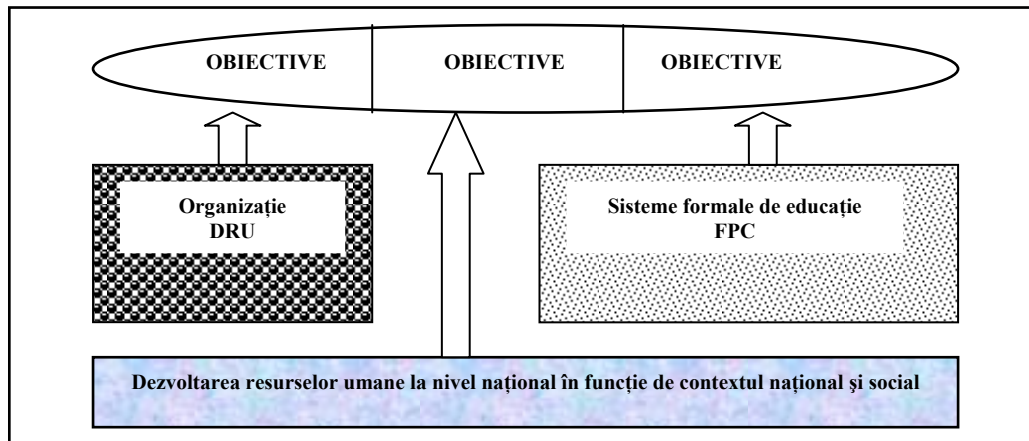 OBIECTIVE OBIECTIVE OBIECTIVE
Organizație
DRU
Sisteme formale de educație
FPC
Dezvoltarea resurselor umane la nivel național în funcție de contextul național şi social